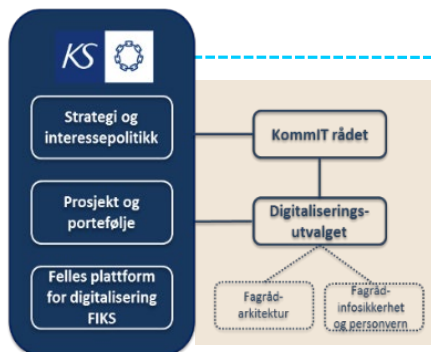 KS
Strategi og
interessepolitikk
KommIT rådet
Prosjekt og
portefølje
Digitaliserings-
utvalget
Felles plattform
for digitalisering
FIKS
Fagråd-
arkitektur
Fagråd-
infosikkerhet
og personvern